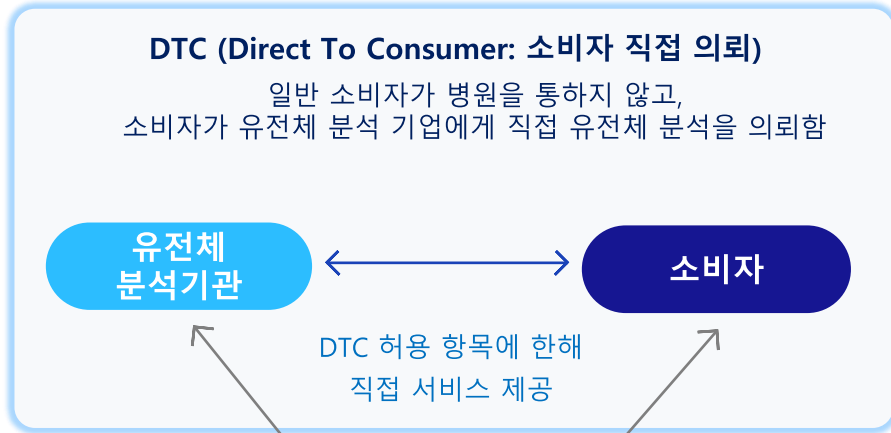 DTC (Direct To Consumer: 소비자 직접 의뢰)
일반 소비자가 병원을 통하지 않고,
소비자가 유전체 분석 기업에게 직접 유전체 분석을 의뢰함
유전체
분석기관
소비자
DTC 허용 항목에 한해
직접 서비스 제공